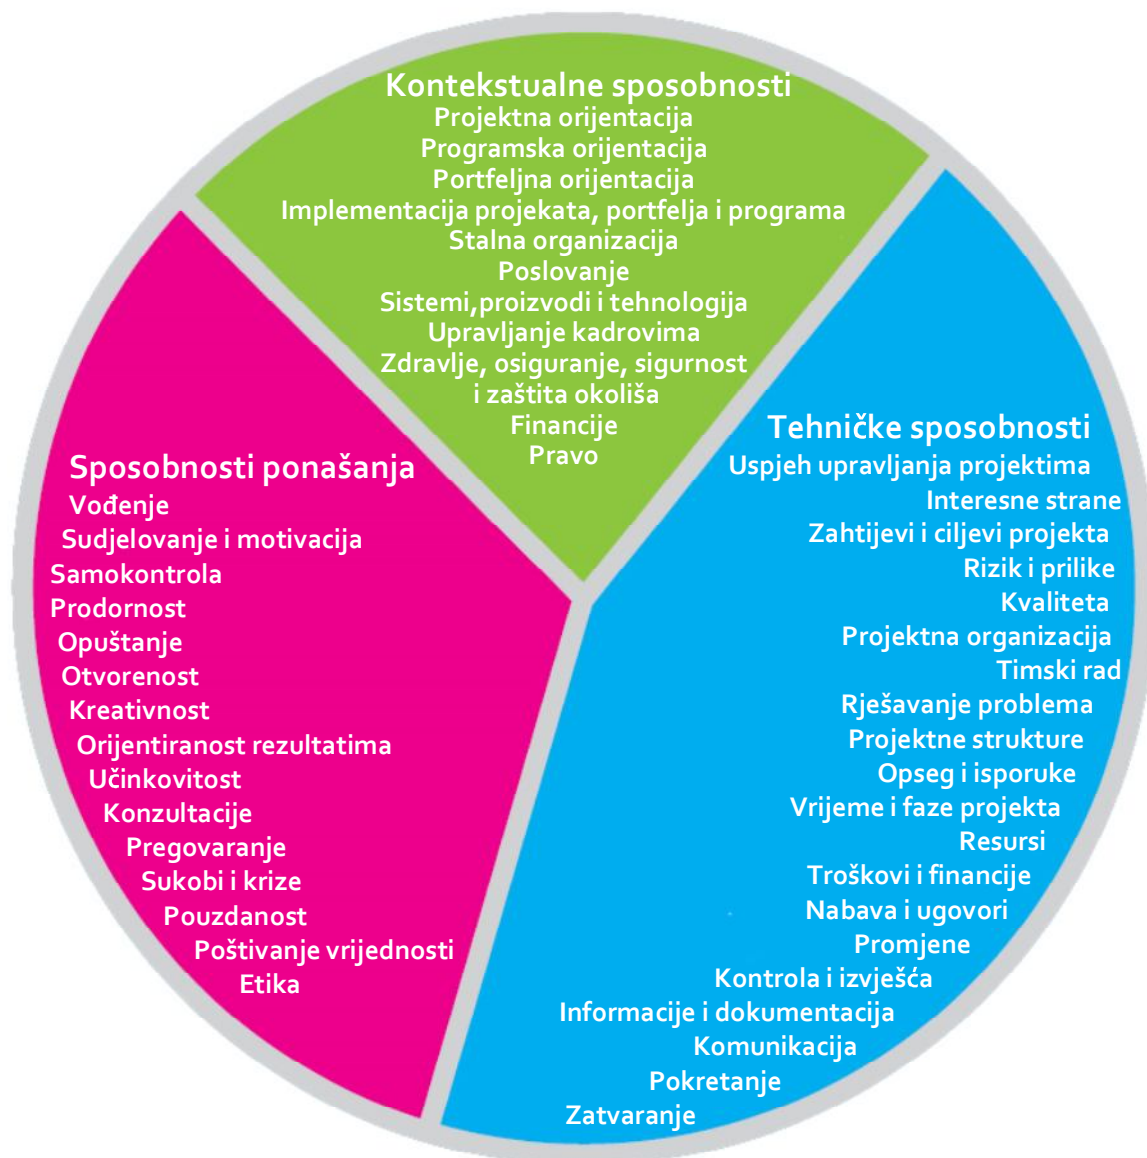 Kontekstualne sposobnosti
Projektna orijentacija
Programska orijentacija
Portfeljna orijentacija
Implementacija projekata, portfelja i programa
Stalna organizacija
Poslovanje
Sistemi,proizvodi i tehnologija
Upravljanje kadrovima
Zdravlje, osiguranje, sigurnost
i zaštita okoliša
Financije
Pravo
Sposobnosti ponašanja
Vođenje
Sudjelovanje i motivacija
Samokontrola
Prodornost
Opuštanje
Otvorenost
Kreativnost
Orijentiranost rezultatima
Učinkovitost
Konzultacije
Pregovaranje
Sukobi i krize
Pouzdanost
Poštivanje vrijednosti
Etika
Tehničke sposobnosti
Uspjeh upravljanja projektima
Interesne strane
Zahtijevi i ciljevi projekta
Rizik i prilike
Kvaliteta
Projektna organizacija
Timski rad
Rješavanje problema
Projektne strukture
Opseg i isporuke
Vrijeme i faze projekta
Resursi
Troškovi i financije
Nabava i ugovori
Promjene
Kontrola i izvješća
Informacije i dokumentacija
Komunikacija
Pokretanje
Zatvaranje